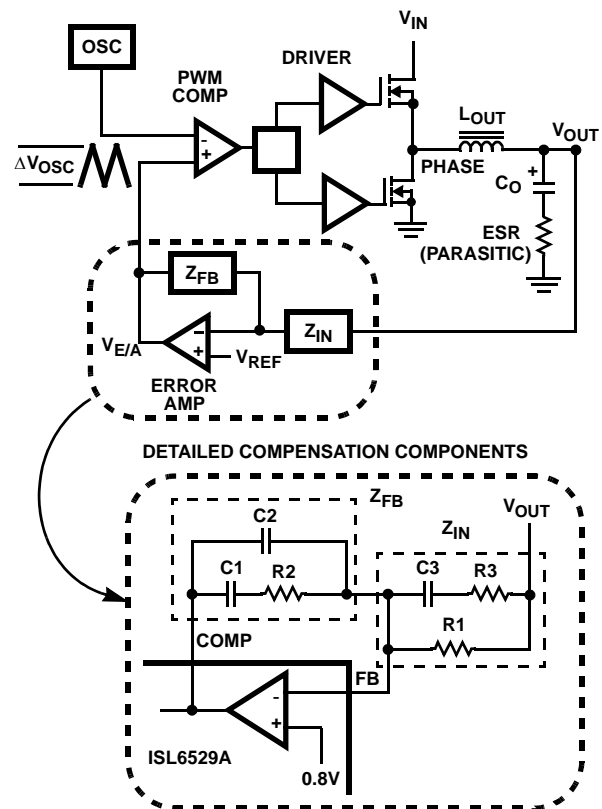 V_IN
OSC
DRIVER
PWM
COMP
L_OUT
V_OUT
-
+
ΔV_OSC
PHASE
+
C_O
ESR
(PARASITIC)
Z_FB
Z_IN
V_E/A
–
+
V_REF
ERROR
AMP
DETAILED COMPENSATION COMPONENTS
Z_FB
V_OUT
C2
Z_IN
C1
R2
C3
R3
R1
COMP
FB
-
+
ISL6529A
0.8V